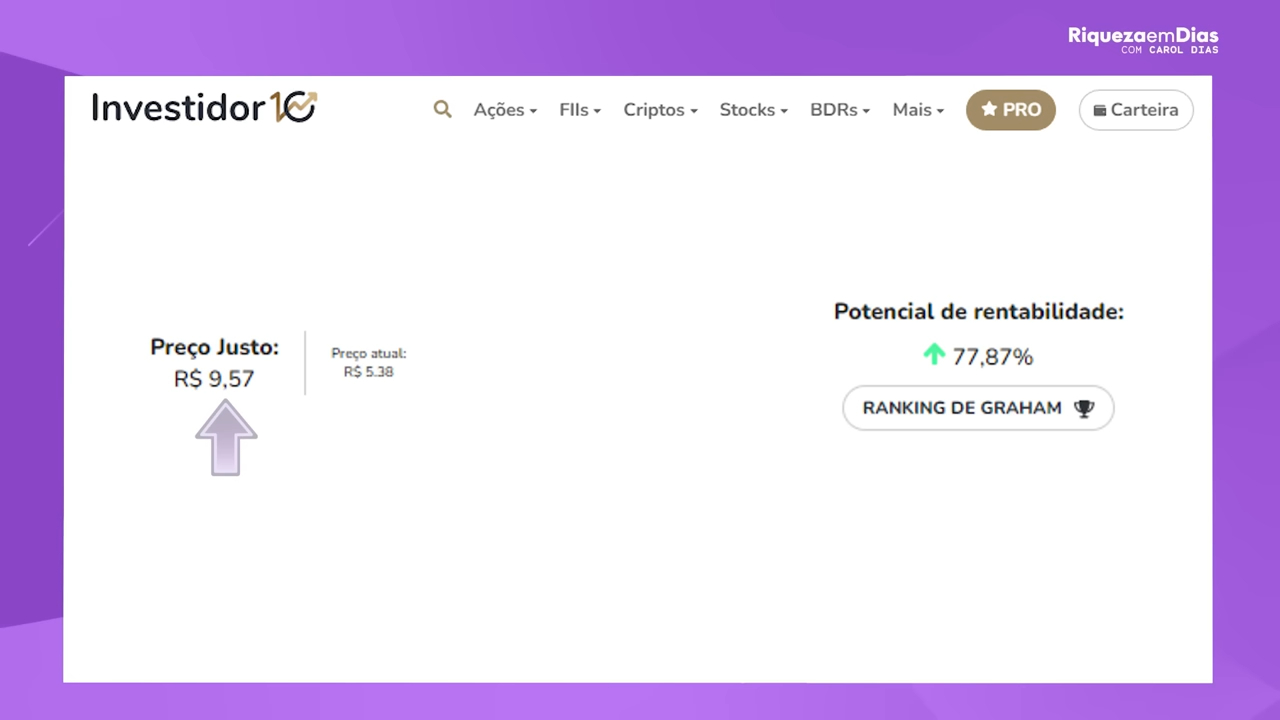 RiquezaemDias
COM CAROL DIAS
Investidor10
Ações
FIIs
Criptos
Stocks
BDRs
Mais
PRO
Carteira
Preço Justo:
R$ 9,57
Preço atual:
R$ 5.38
Potencial de rentabilidade:
77,87%
RANKING DE GRAHAM